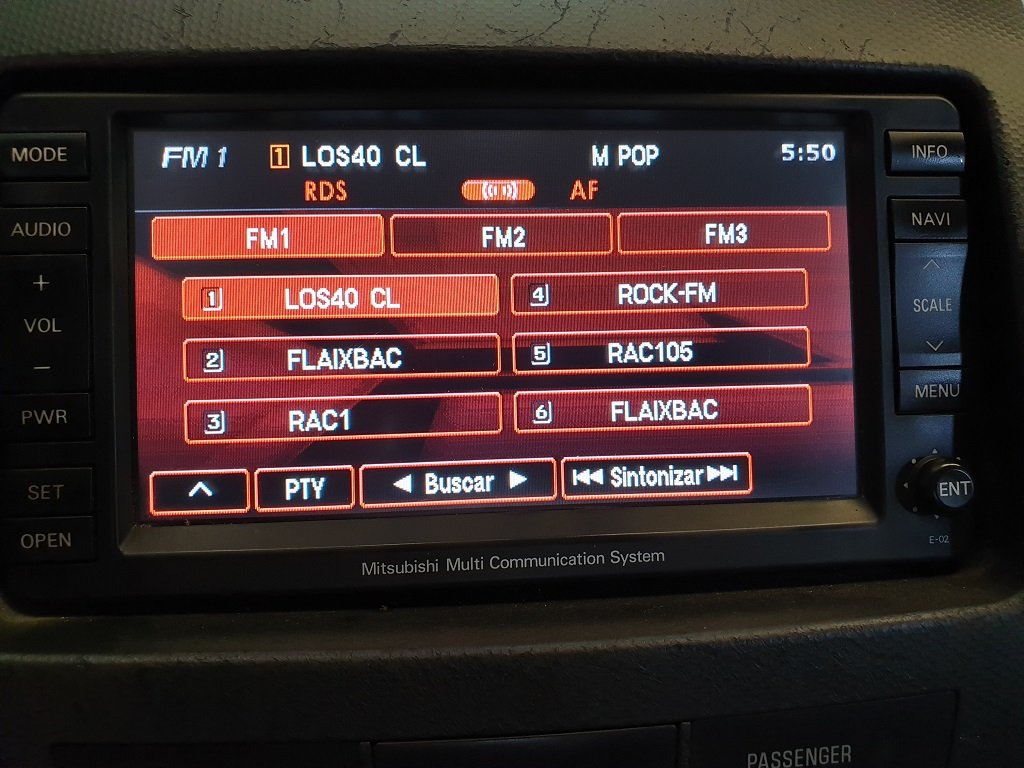 MODE
AUDIO
+
VOL
−
PWR
SET
OPEN
FM 1 1 LOS40 CL M POP 5:50
RDS AF
FM1 FM2 FM3
1 LOS40 CL 4 ROCK-FM
2 FLAIXBAC 5 RAC105
3 RAC1 6 FLAIXBAC
PTY Buscar Sintonizar
INFO
NAVI
SCALE
MENU
ENT
E-02
Mitsubishi Multi Communication System
PASSENGER